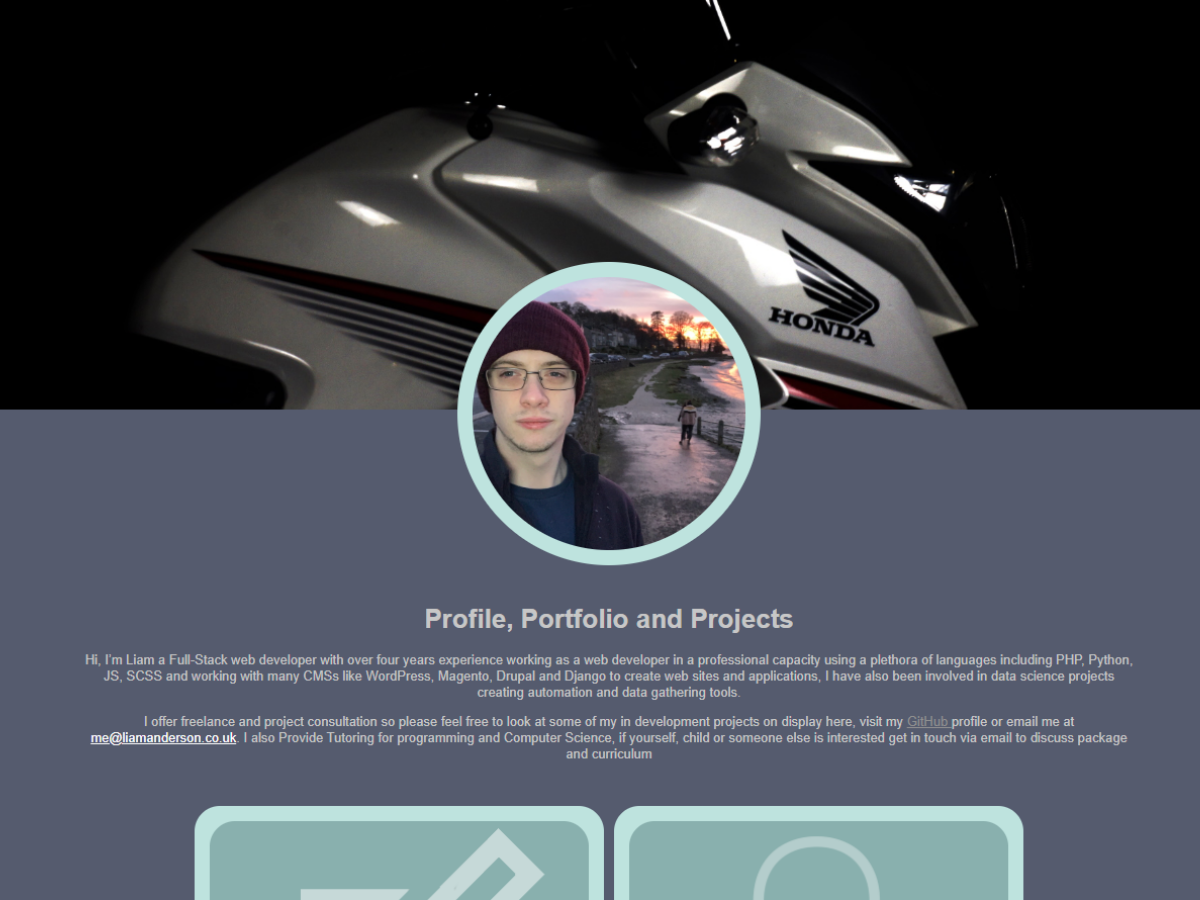 HONDA
Profile, Portfolio and Projects
Hi, I'm Liam a Full-Stack web developer with over four years experience working as a web developer in a professional capacity using a plethora of languages including PHP, Python,
JS, SCSS and working with many CMSs like WordPress, Magento, Drupal and Django to create web sites and applications, I have also been involved in data science projects
creating automation and data gathering tools.
I offer freelance and project consultation so please feel free to look at some of my in development projects on display here, visit my GitHub profile or email me at
me@liamanderson.co.uk. I also Provide Tutoring for programming and Computer Science, if yourself, child or someone else is interested get in touch via email to discuss package
and curriculum